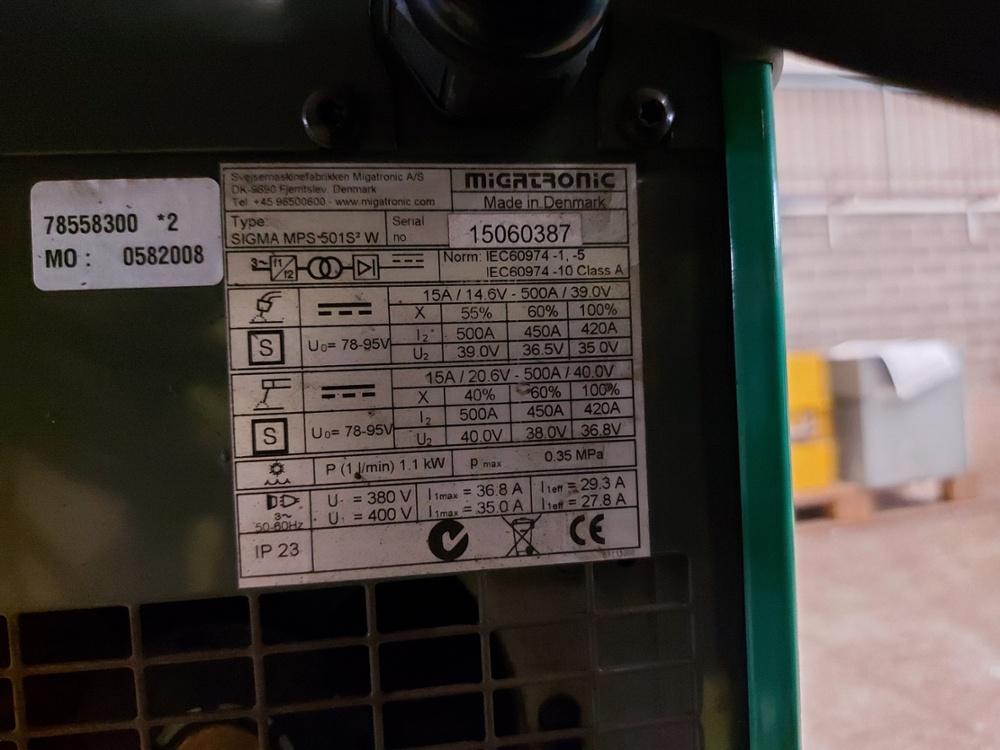 78558300 *2
MO : 0582008
Svejsemaskinefabrikken Migatronic A/S
DK-9690 Fjerritslev. Denmark
Tel. +45 96500600 - www.migatronic.com
MIGATRONIC
Made in Denmark
Type:
SIGMA MPS-501S² W
Serial
no
15060387
3~ f1 f2
Norm: IEC60974 -1, -5
IEC60974 -10 Class A
15A / 14.6V - 500A / 39.0V
X 55% 60% 100%
S U₀= 78-95V
I₂ 500A 450A 420A
U₂ 39.0V 36.5V 35.0V
15A / 20.6V - 500A / 40.0V
X 40% 60% 100%
S U₀= 78-95V
I₂ 500A 450A 420A
U₂ 40.0V 38.0V 36.8V
P (1 l/min) 1.1 kW p max 0.35 MPa
3~
50-60Hz
U₁ = 380 V I1max = 36.8 A I1eff = 29.3 A
U₁ = 400 V I1max = 35.0 A I1eff = 27.8 A
IP 23
CE